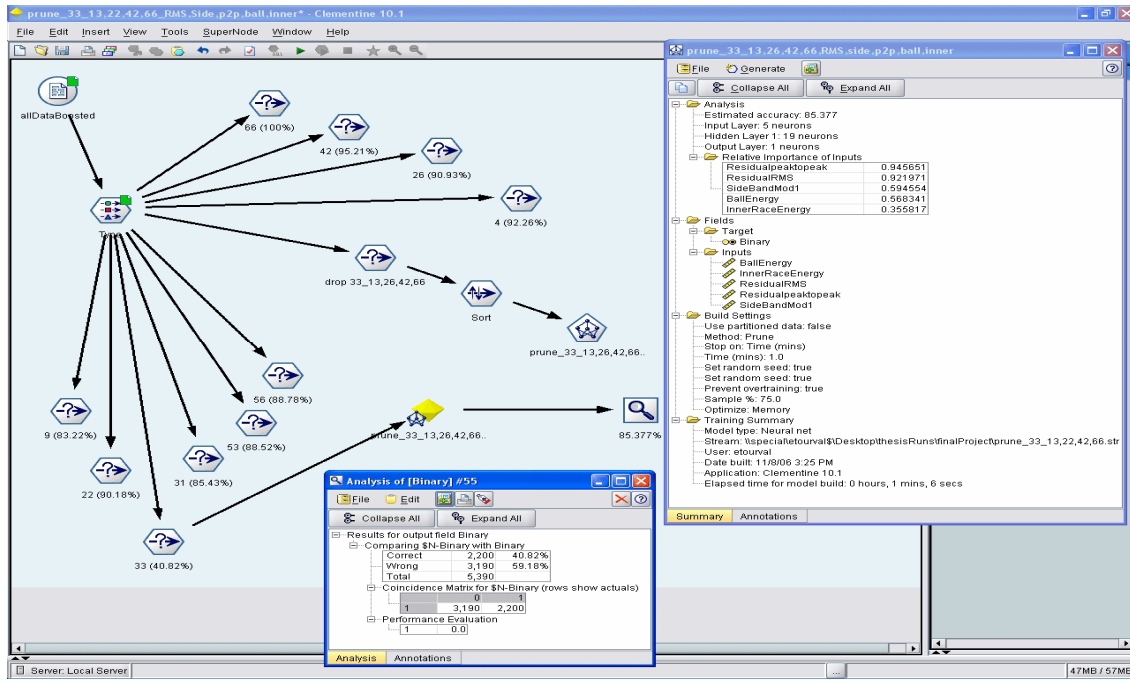 prune_33_13,22,42,66_RMS,Side,p2p,ball,inner* - Clementine 10.1
File Edit Insert View Tools SuperNode Window Help
allDataBoosted
66 (100%)
42 (95.21%)
26 (90.93%)
4 (92.26%)
Type
drop 33_13,26,42,66
Sort
prune_33_13,26,42,66..
56 (88.78%)
9 (83.22%)
53 (88.52%)
prune_33_13,26,42,66..
85.377%
31 (85.43%)
22 (90.18%)
33 (40.82%)
Analysis of [Binary] #55
File Edit
Collapse All Expand All
Results for output field Binary
Comparing $N-Binary with Binary
Correct 2,200 40.82%
Wrong 3,190 59.18%
Total 5,390
Coincidence Matrix for $N-Binary (rows show actuals)
0 1
1 3,190 2,200
Performance Evaluation
1 0.0
Analysis Annotations
prune_33_13,26,42,66,RMS,side,p2p,ball,inner
File Generate
Collapse All Expand All
Analysis
Estimated accuracy: 85.377
Input Layer: 5 neurons
Hidden Layer 1: 19 neurons
Output Layer: 1 neurons
Relative Importance of Inputs
Residualpeaktopeak 0.945651
ResidualRMS 0.921971
SideBandMod1 0.594554
BallEnergy 0.568341
InnerRaceEnergy 0.355817
Fields
Target
Binary
Inputs
BallEnergy
InnerRaceEnergy
ResidualRMS
Residualpeaktopeak
SideBandMod1
Build Settings
Use partitioned data: false
Method: Prune
Stop on: Time (mins)
Time (mins): 1.0
Set random seed: true
Set random seed: true
Prevent overtraining: true
Sample %: 75.0
Optimize: Memory
Training Summary
Model type: Neural net
Stream: \\special\etourval$\Desktop\thesisRuns\finalProject\prune_33_13,22,42,66.str
User: etourval
Date built: 11/8/06 3:25 PM
Application: Clementine 10.1
Elapsed time for model build: 0 hours, 1 mins, 6 secs
Summary Annotations
Server: Local Server
...
47MB / 57MB